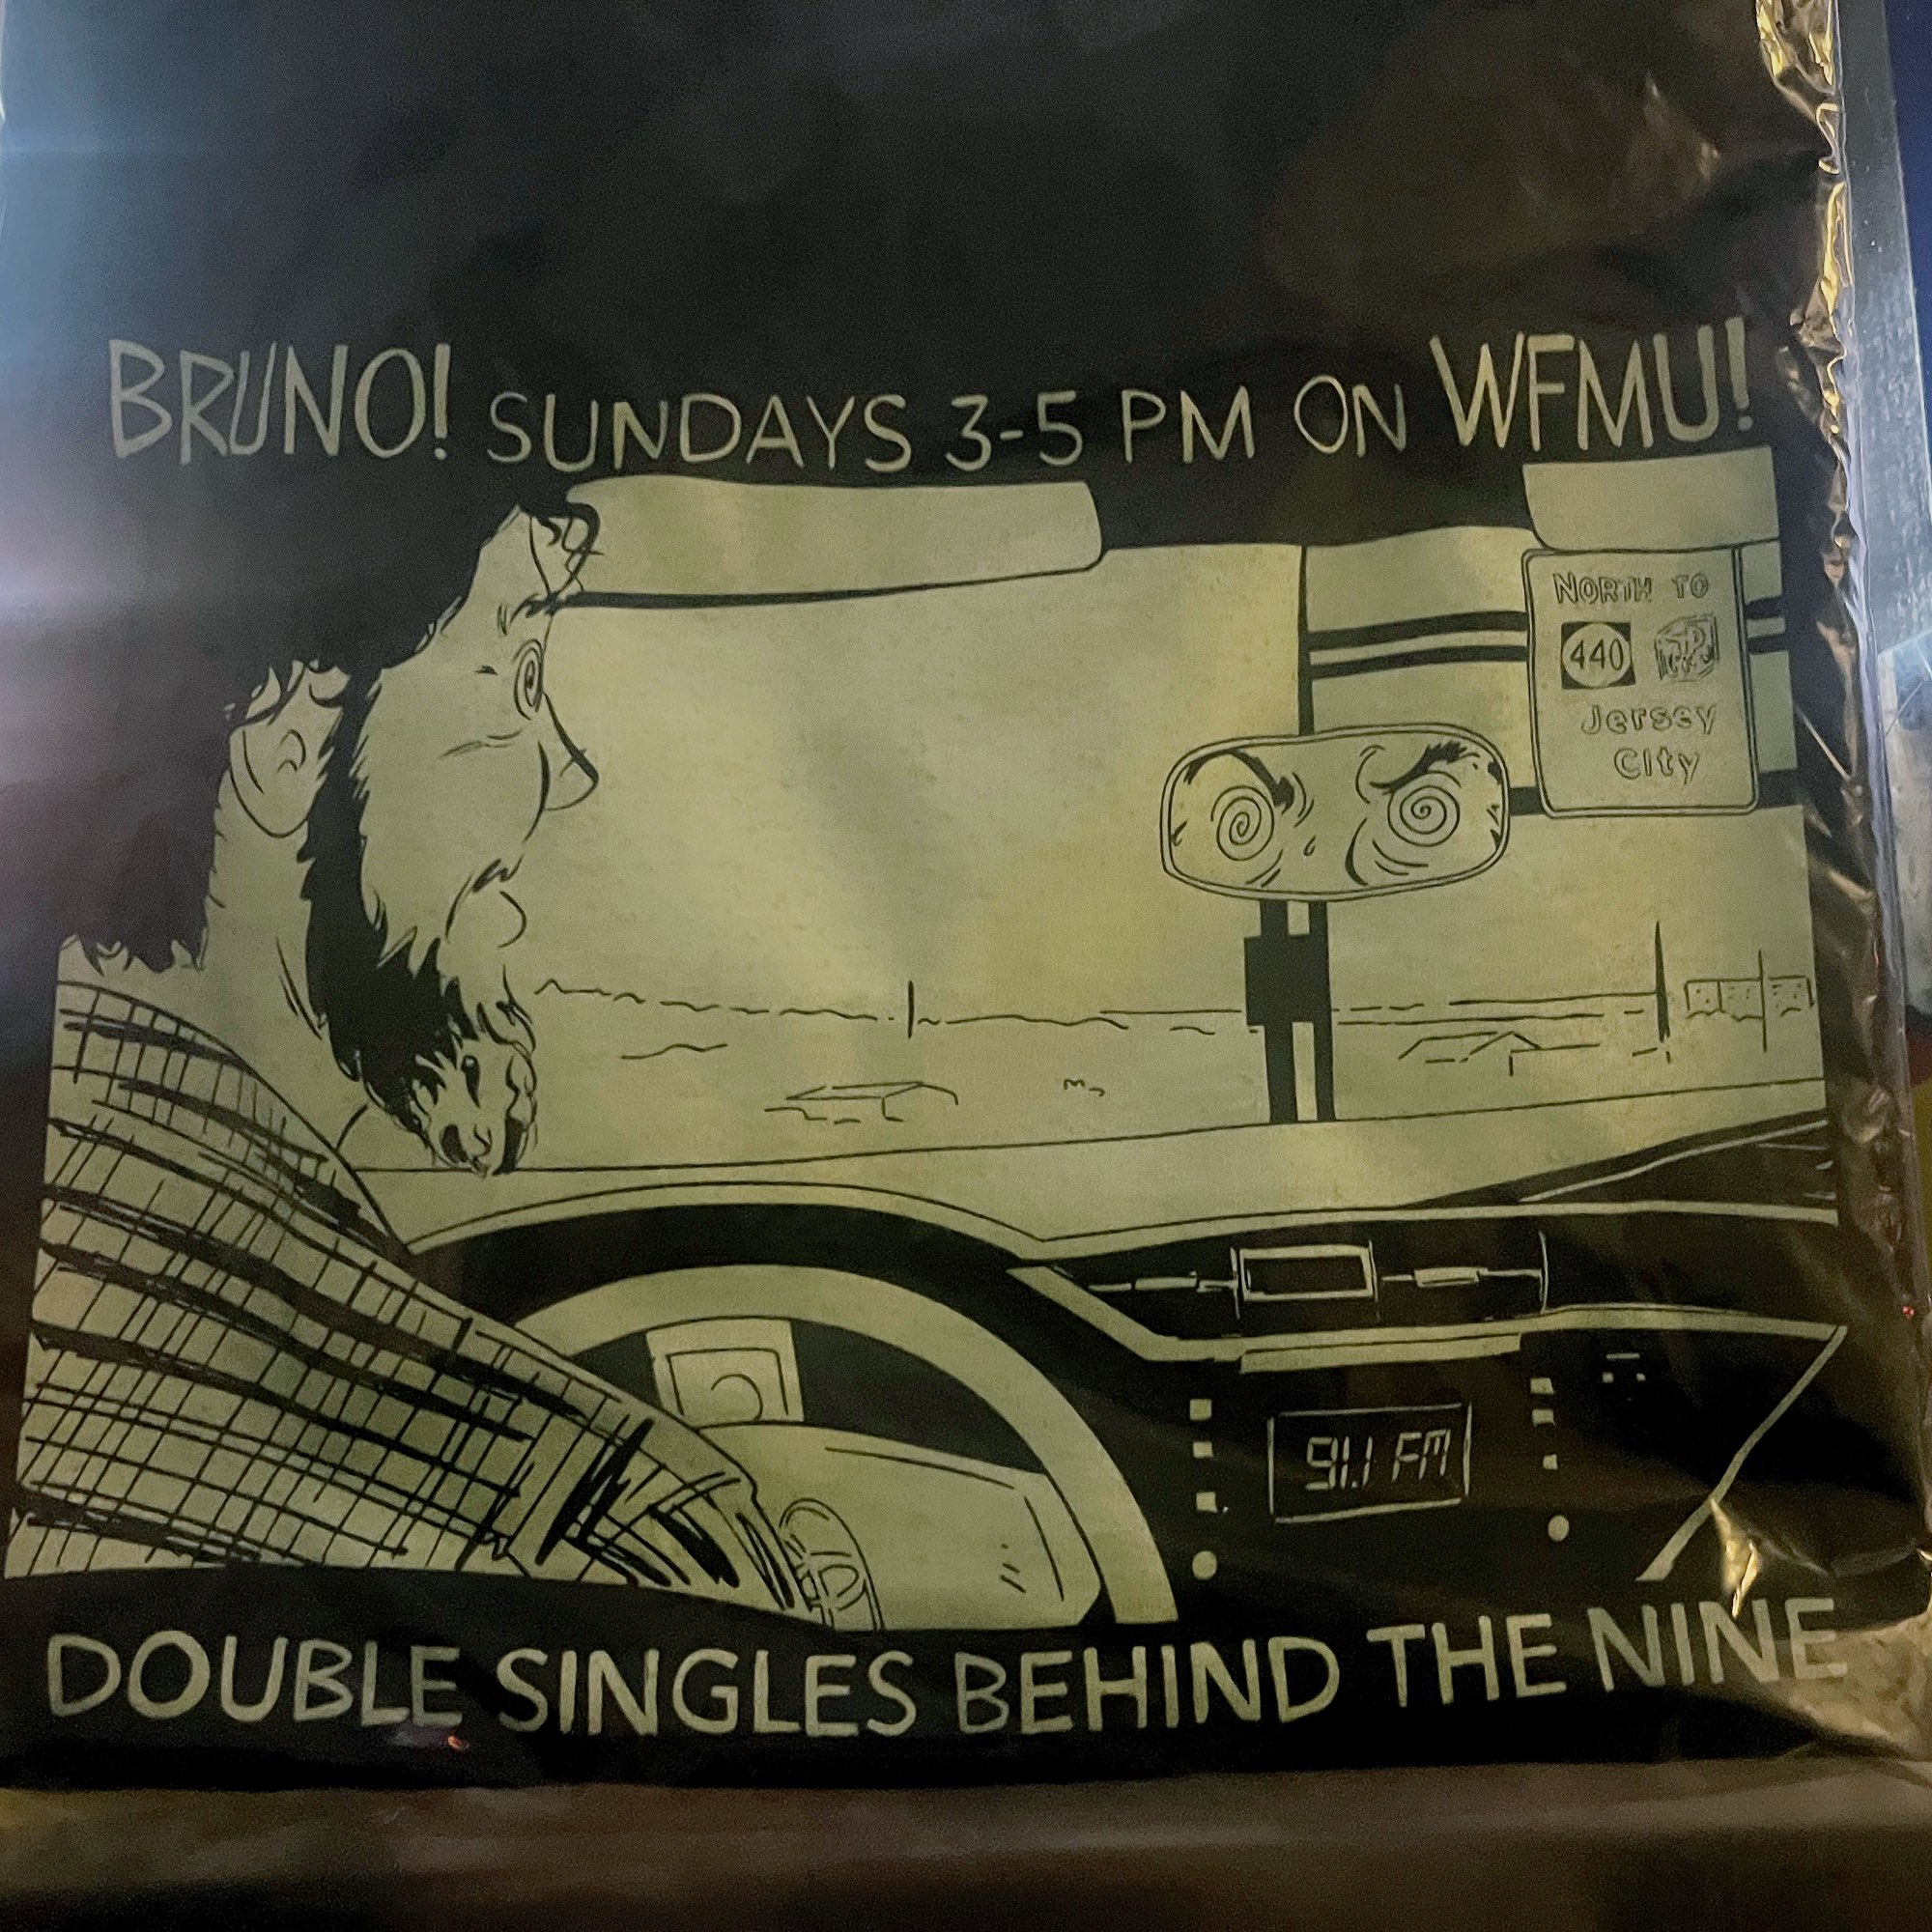 BRUNO! SUNDAYS 3-5 PM ON WFMU!
NORTH TO
440
Jersey
City
91.1 FM
DOUBLE SINGLES BEHIND THE NINE